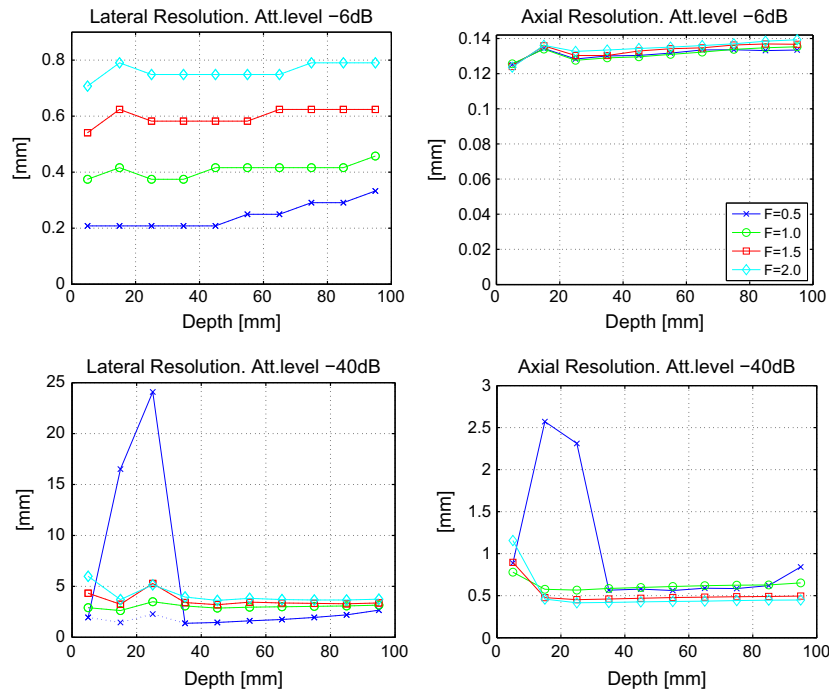 Lateral Resolution. Att.level −6dB
[mm]
0.8
0.6
0.4
0.2
0
0 20 40 60 80 100
Depth [mm]
Axial Resolution. Att.level −6dB
[mm]
0.14
0.12
0.1
0.08
0.06
0.04
0.02
0
F=0.5
F=1.0
F=1.5
F=2.0
0 20 40 60 80 100
Depth [mm]
Lateral Resolution. Att.level −40dB
[mm]
25
20
15
10
5
0
0 20 40 60 80 100
Depth [mm]
Axial Resolution. Att.level −40dB
[mm]
3
2.5
2
1.5
1
0.5
0
0 20 40 60 80 100
Depth [mm]